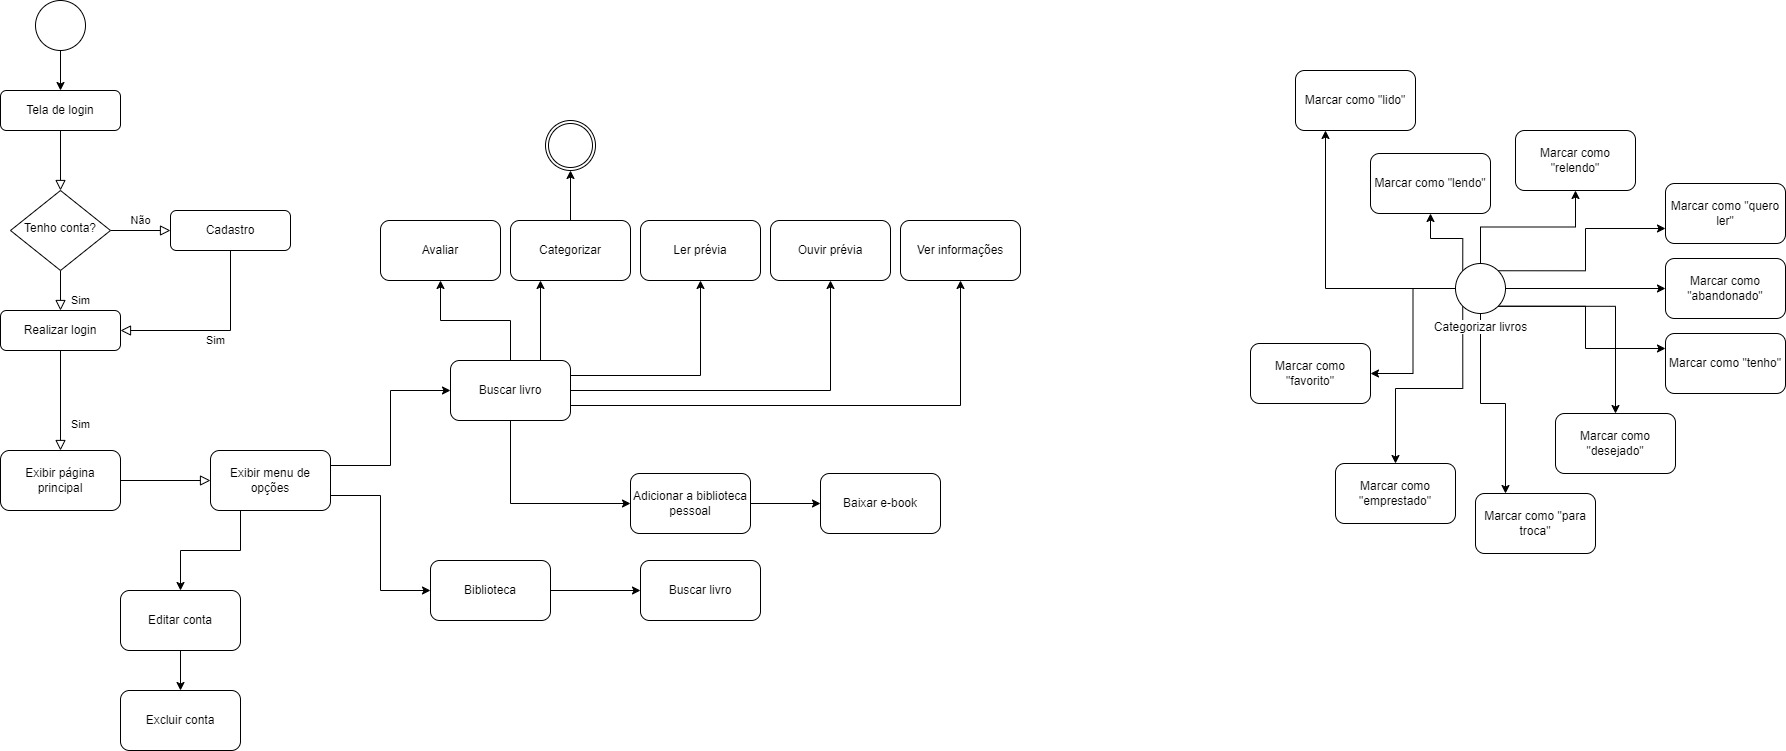 Tela de login
Tenho conta?
Não
Cadastro
Sim
Realizar login
Sim
Sim
Exibir página
principal
Exibir menu de
opções
Editar conta
Excluir conta
Avaliar
Categorizar
Ler prévia
Ouvir prévia
Ver informações
Buscar livro
Adicionar a biblioteca
pessoal
Baixar e-book
Biblioteca
Buscar livro
Marcar como "lido"
Marcar como "lendo"
Marcar como
"relendo"
Marcar como "quero
ler"
Marcar como
"abandonado"
Categorizar livros
Marcar como "tenho"
Marcar como
"favorito"
Marcar como
"desejado"
Marcar como
"emprestado"
Marcar como "para
troca"